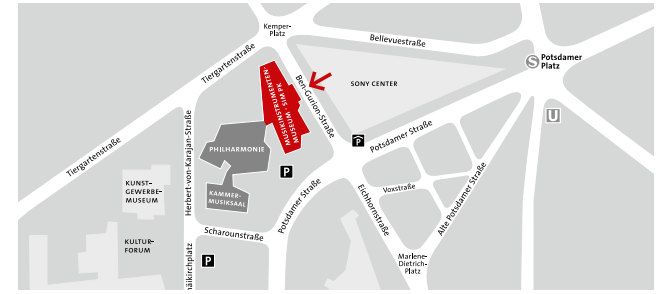 Kemper-
Platz
Bellevuestraße
Tiergartenstraße
Ben-Gurion-Straße
S
Potsdamer
Platz
SONY CENTER
MUSIKINSTRUMENTEN-
MUSEUM - SIM PK
U
Herbert-von-Karajan-Straße
PHILHARMONIE
P
Potsdamer Straße
Tiergartenstraße
P
KUNST-
GEWERBE-
MUSEUM
KAMMER-
MUSIKSAAL
Potsdamer Straße
Voxstraße
Eichhornstraße
Alte Potsdamer Straße
Scharounstraße
KULTUR-
FORUM
P
Marlene-
Dietrich-
Platz
häikirchplatz